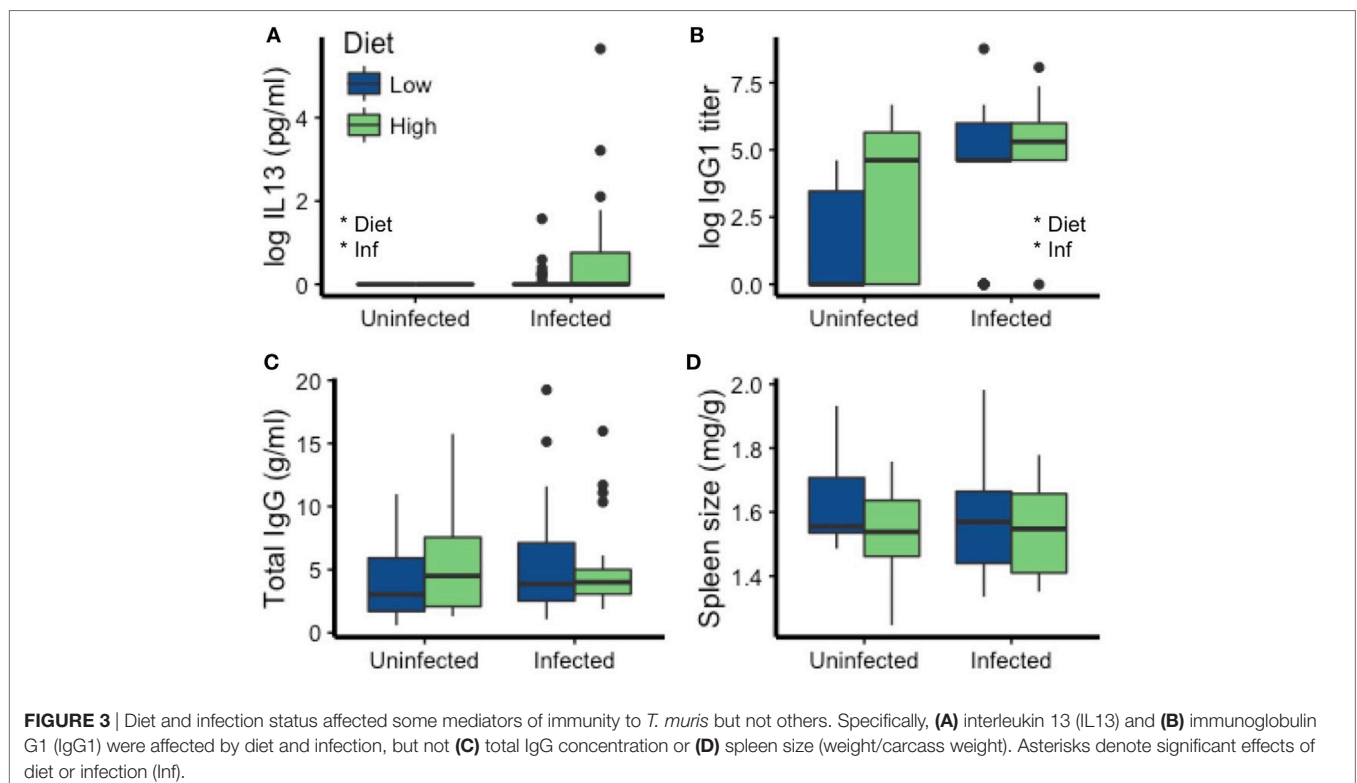 A
Diet
Low
High
log IL13 (pg/ml)
4
2
0
* Diet
* Inf
Uninfected
Infected
B
log IgG1 titer
7.5
5.0
2.5
0.0
* Diet
* Inf
Uninfected
Infected
C
Total IgG (g/ml)
20
15
10
5
0
Uninfected
Infected
D
Spleen size (mg/g)
2.0
1.8
1.6
1.4
Uninfected
Infected
FIGURE 3 | Diet and infection status affected some mediators of immunity to T. muris but not others. Specifically, (A) interleukin 13 (IL13) and (B) immunoglobulin
G1 (IgG1) were affected by diet and infection, but not (C) total IgG concentration or (D) spleen size (weight/carcass weight). Asterisks denote significant effects of
diet or infection (Inf).